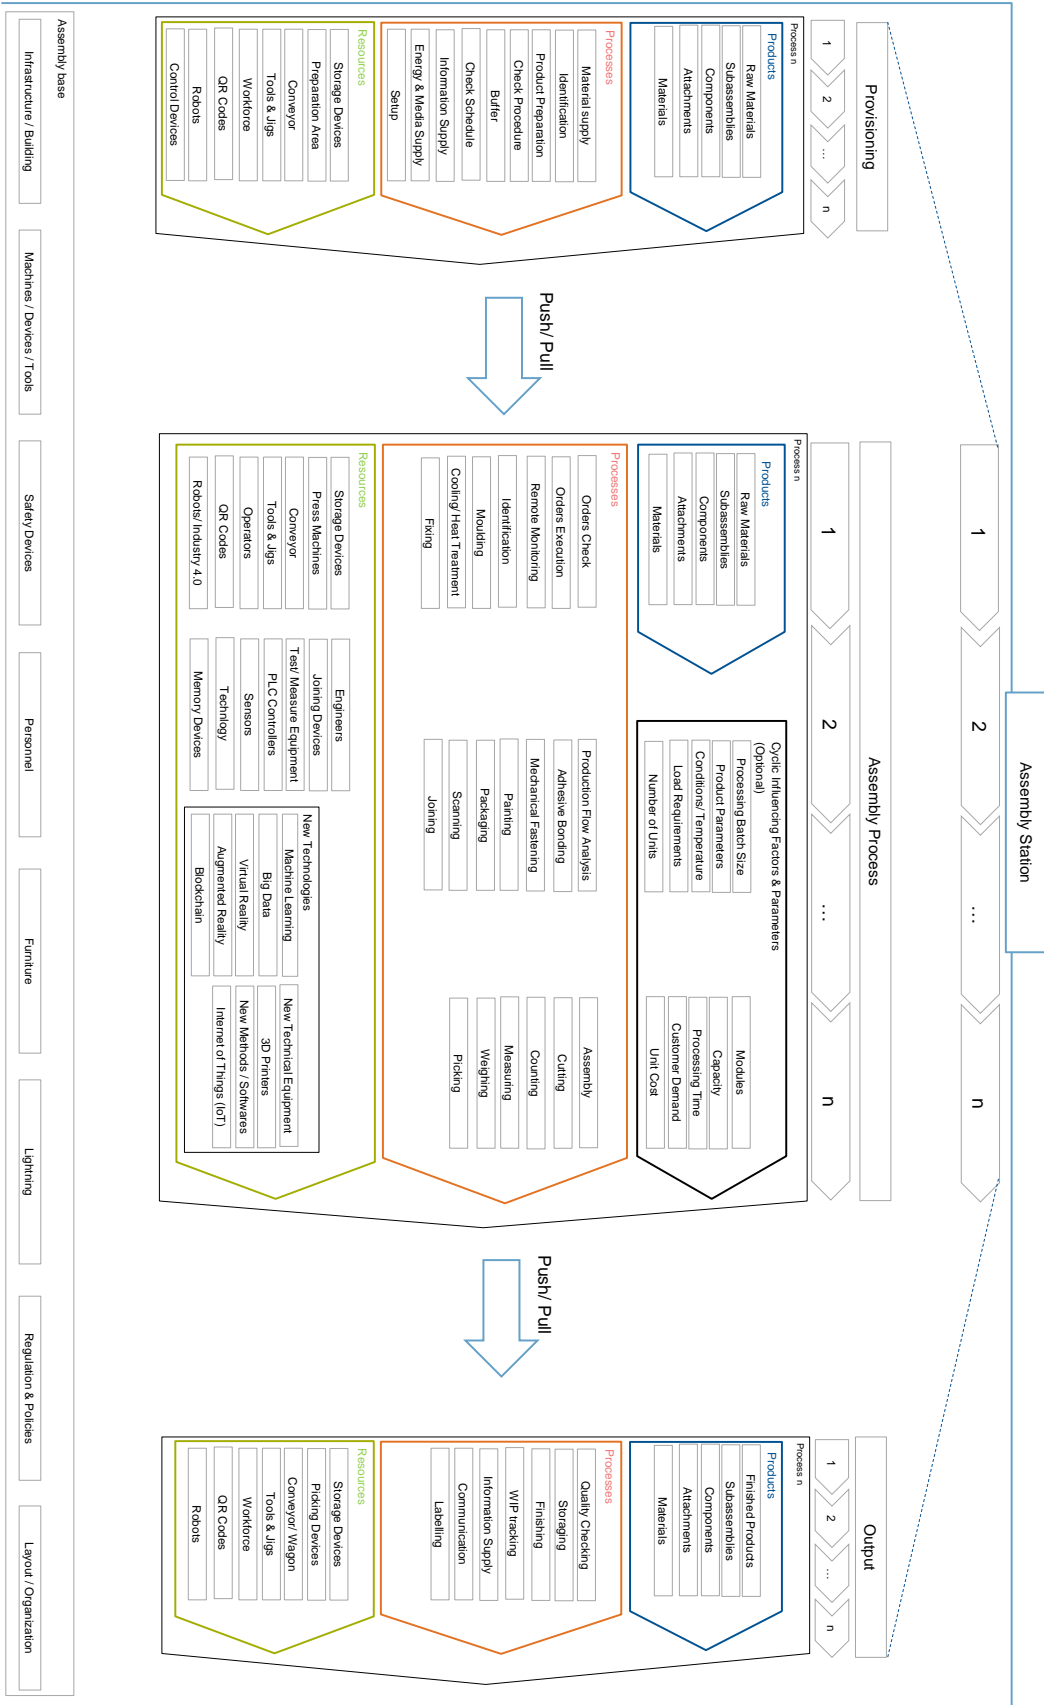 Assembly Station
1
2
...
n
Provisioning
1
2
...
n
Process n
Products
Raw Materials
Subassemblies
Components
Attachments
Materials
Processes
Material supply
Identification
Product Preparation
Check Procedure
Buffer
Check Schedule
Information Supply
Energy & Media Supply
Setup
Resources
Storage Devices
Preparation Area
Conveyor
Tools & Jigs
Workforce
QR Codes
Robots
Control Devices
Push/ Pull
Assembly Process
1
2
...
n
Process n
Products
Raw Materials
Subassemblies
Components
Attachments
Materials
Cyclic Influencing Factors & Parameters
(Optional)
Processing Batch Size
Product Parameters
Conditions/ Temperature
Load Requirements
Number of Units
Modules
Capacity
Processing Time
Customer Demand
Unit Cost
Processes
Orders Check
Orders Execution
Remote Monitoring
Identification
Moulding
Cooling/ Heat Treatment
Fixing
Production Flow Analysis
Adhesive Bonding
Mechanical Fastening
Painting
Packaging
Scanning
Joining
Assembly
Cutting
Counting
Measuring
Weighing
Picking
Resources
Storage Devices
Press Machines
Conveyor
Tools & Jigs
Operators
QR Codes
Robots/ Industry 4.0
Engineers
Joining Devices
Test/ Measure Equipment
PLC Controllers
Sensors
Technlogy
Memory Devices
New Technologies
Machine Learning
Big Data
Virtual Reality
Augmented Reality
Blockchain
New Technical Equipment
3D Printers
New Methods / Softwares
Internet of Things (IoT)
Push/ Pull
Output
1
2
...
n
Process n
Products
Finished Products
Subassemblies
Components
Attachments
Materials
Processes
Quality Checking
Storaging
Finishing
WIP tracking
Information Supply
Communication
Labelling
Resources
Storage Devices
Picking Devices
Conveyor/ Wagon
Tools & Jigs
Workforce
QR Codes
Robots
Assembly base
Infrastructure / Building
Machines / Devices / Tools
Safety Devices
Personnel
Furniture
Lightning
Regulation & Policies
Layout / Organization